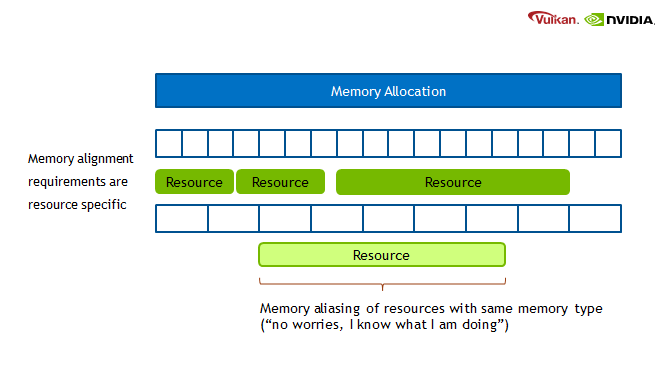 Vulkan. NVIDIA.
Memory Allocation
Memory alignment
requirements are
resource specific
Resource Resource Resource
Resource
Memory aliasing of resources with same memory type
(“no worries, I know what I am doing”)